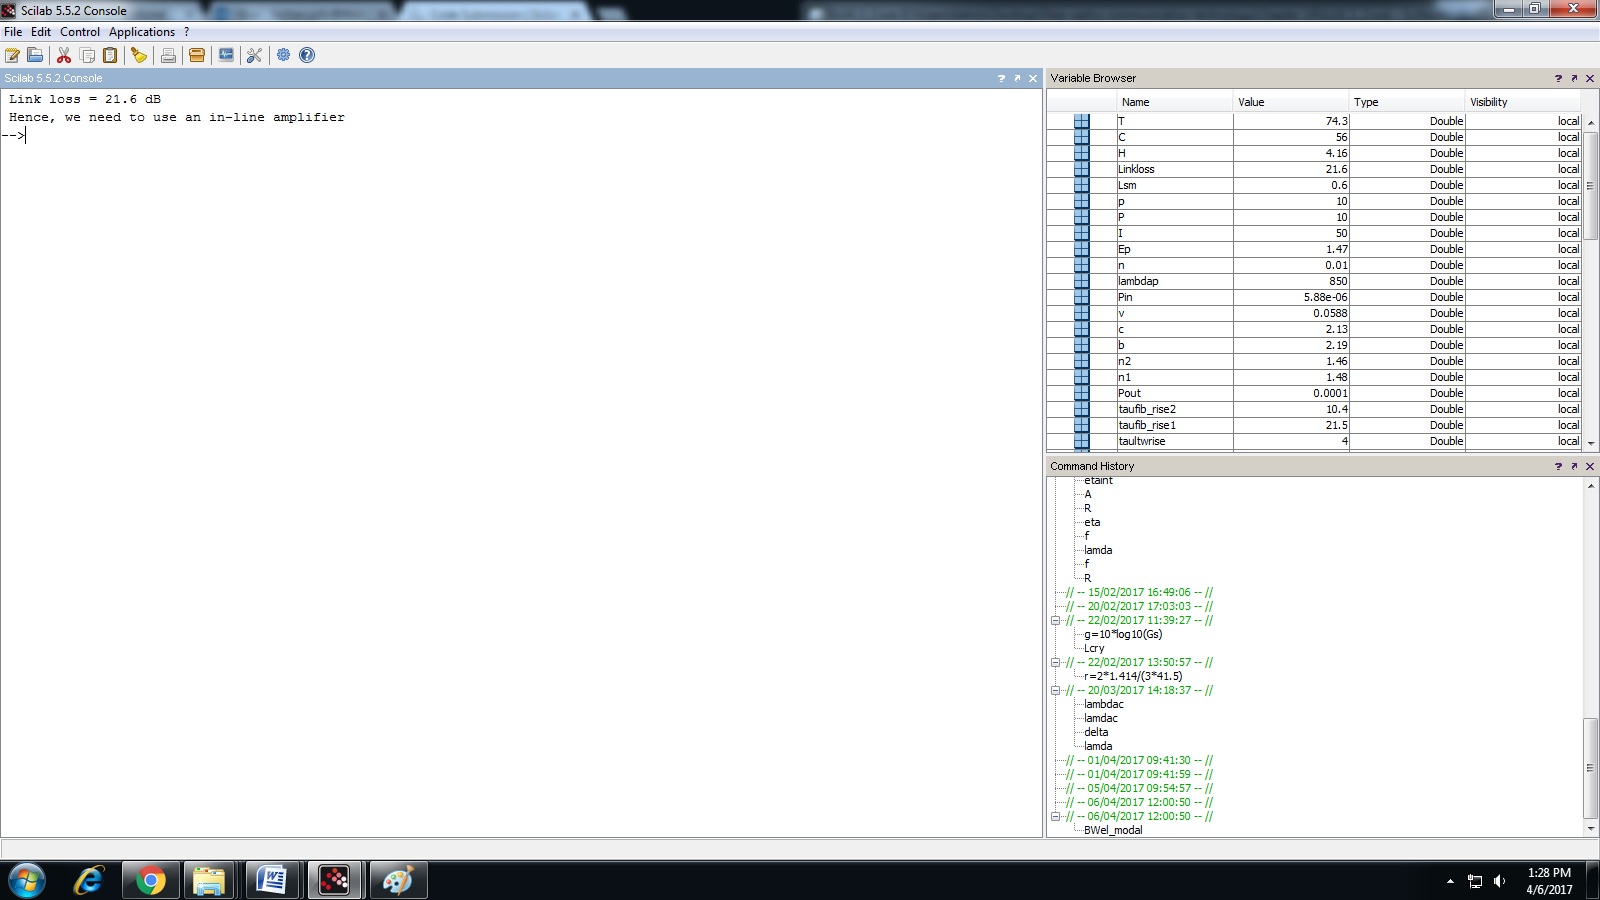 Scilab 5.5.2 Console
File Edit Control Applications ?
Scilab 5.5.2 Console
Link loss = 21.6 dB
Hence, we need to use an in-line amplifier
-->
Variable Browser
Name Value Type Visibility
T 74.3 Double local
C 56 Double local
H 4.16 Double local
Linkloss 21.6 Double local
Lsm 0.6 Double local
p 10 Double local
P 10 Double local
I 50 Double local
Ep 1.47 Double local
n 0.01 Double local
lambdap 850 Double local
Pin 5.88e-06 Double local
v 0.0588 Double local
c 2.13 Double local
b 2.19 Double local
n2 1.46 Double local
n1 1.48 Double local
Pout 0.0001 Double local
taufib_rise2 10.4 Double local
taufib_rise1 21.5 Double local
taultwrise 4 Double local
Command History
etaint
A
R
eta
f
lamda
f
R
// -- 15/02/2017 16:49:06 -- //
// -- 20/02/2017 17:03:03 -- //
// -- 22/02/2017 11:39:27 -- //
g=10*log10(Gs)
Lcry
// -- 22/02/2017 13:50:57 -- //
r=2*1.414/(3*41.5)
// -- 20/03/2017 14:18:37 -- //
lambdac
lamdac
delta
lamda
// -- 01/04/2017 09:41:30 -- //
// -- 01/04/2017 09:41:59 -- //
// -- 05/04/2017 09:54:57 -- //
// -- 06/04/2017 12:00:50 -- //
// -- 06/04/2017 12:00:50 -- //
BWel_modal
1:28 PM
4/6/2017